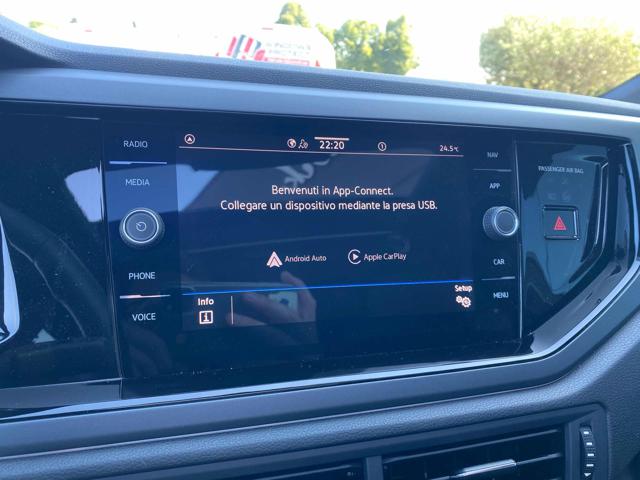 RADIO
MEDIA
PHONE
VOICE
22:20
24.5°C
Benvenuti in App-Connect.
Collegare un dispositivo mediante la presa USB.
Android Auto
Apple CarPlay
Info
Setup
NAV
APP
CAR
MENU
PASSENGER AIR BAG